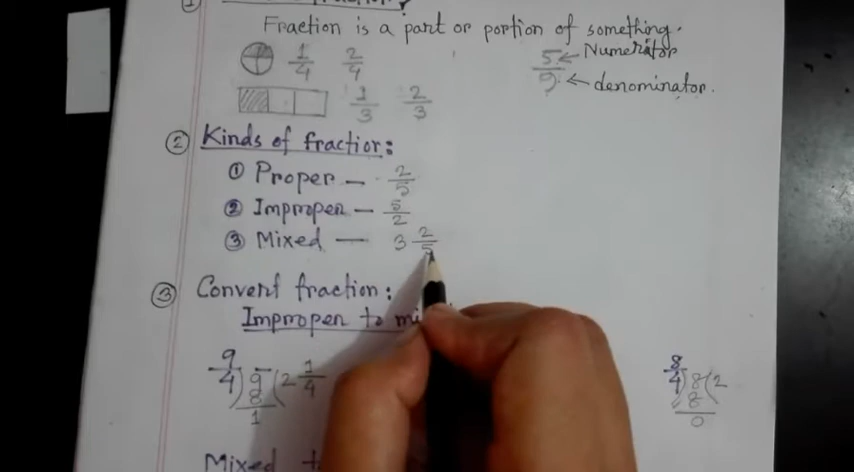 ①
Fraction is a part or portion of something.
1/4 2/4
5/9 ← Numerator
← denominator.
1/3 2/3
② Kinds of fraction:
① Proper — 2/5
② Improper — 5/2
③ Mixed — 3 2/5
③ Convert fraction:
Improper to
9/4 4)9(2 1/4
8
1
8/4 4)8(2
8
0
Mixed